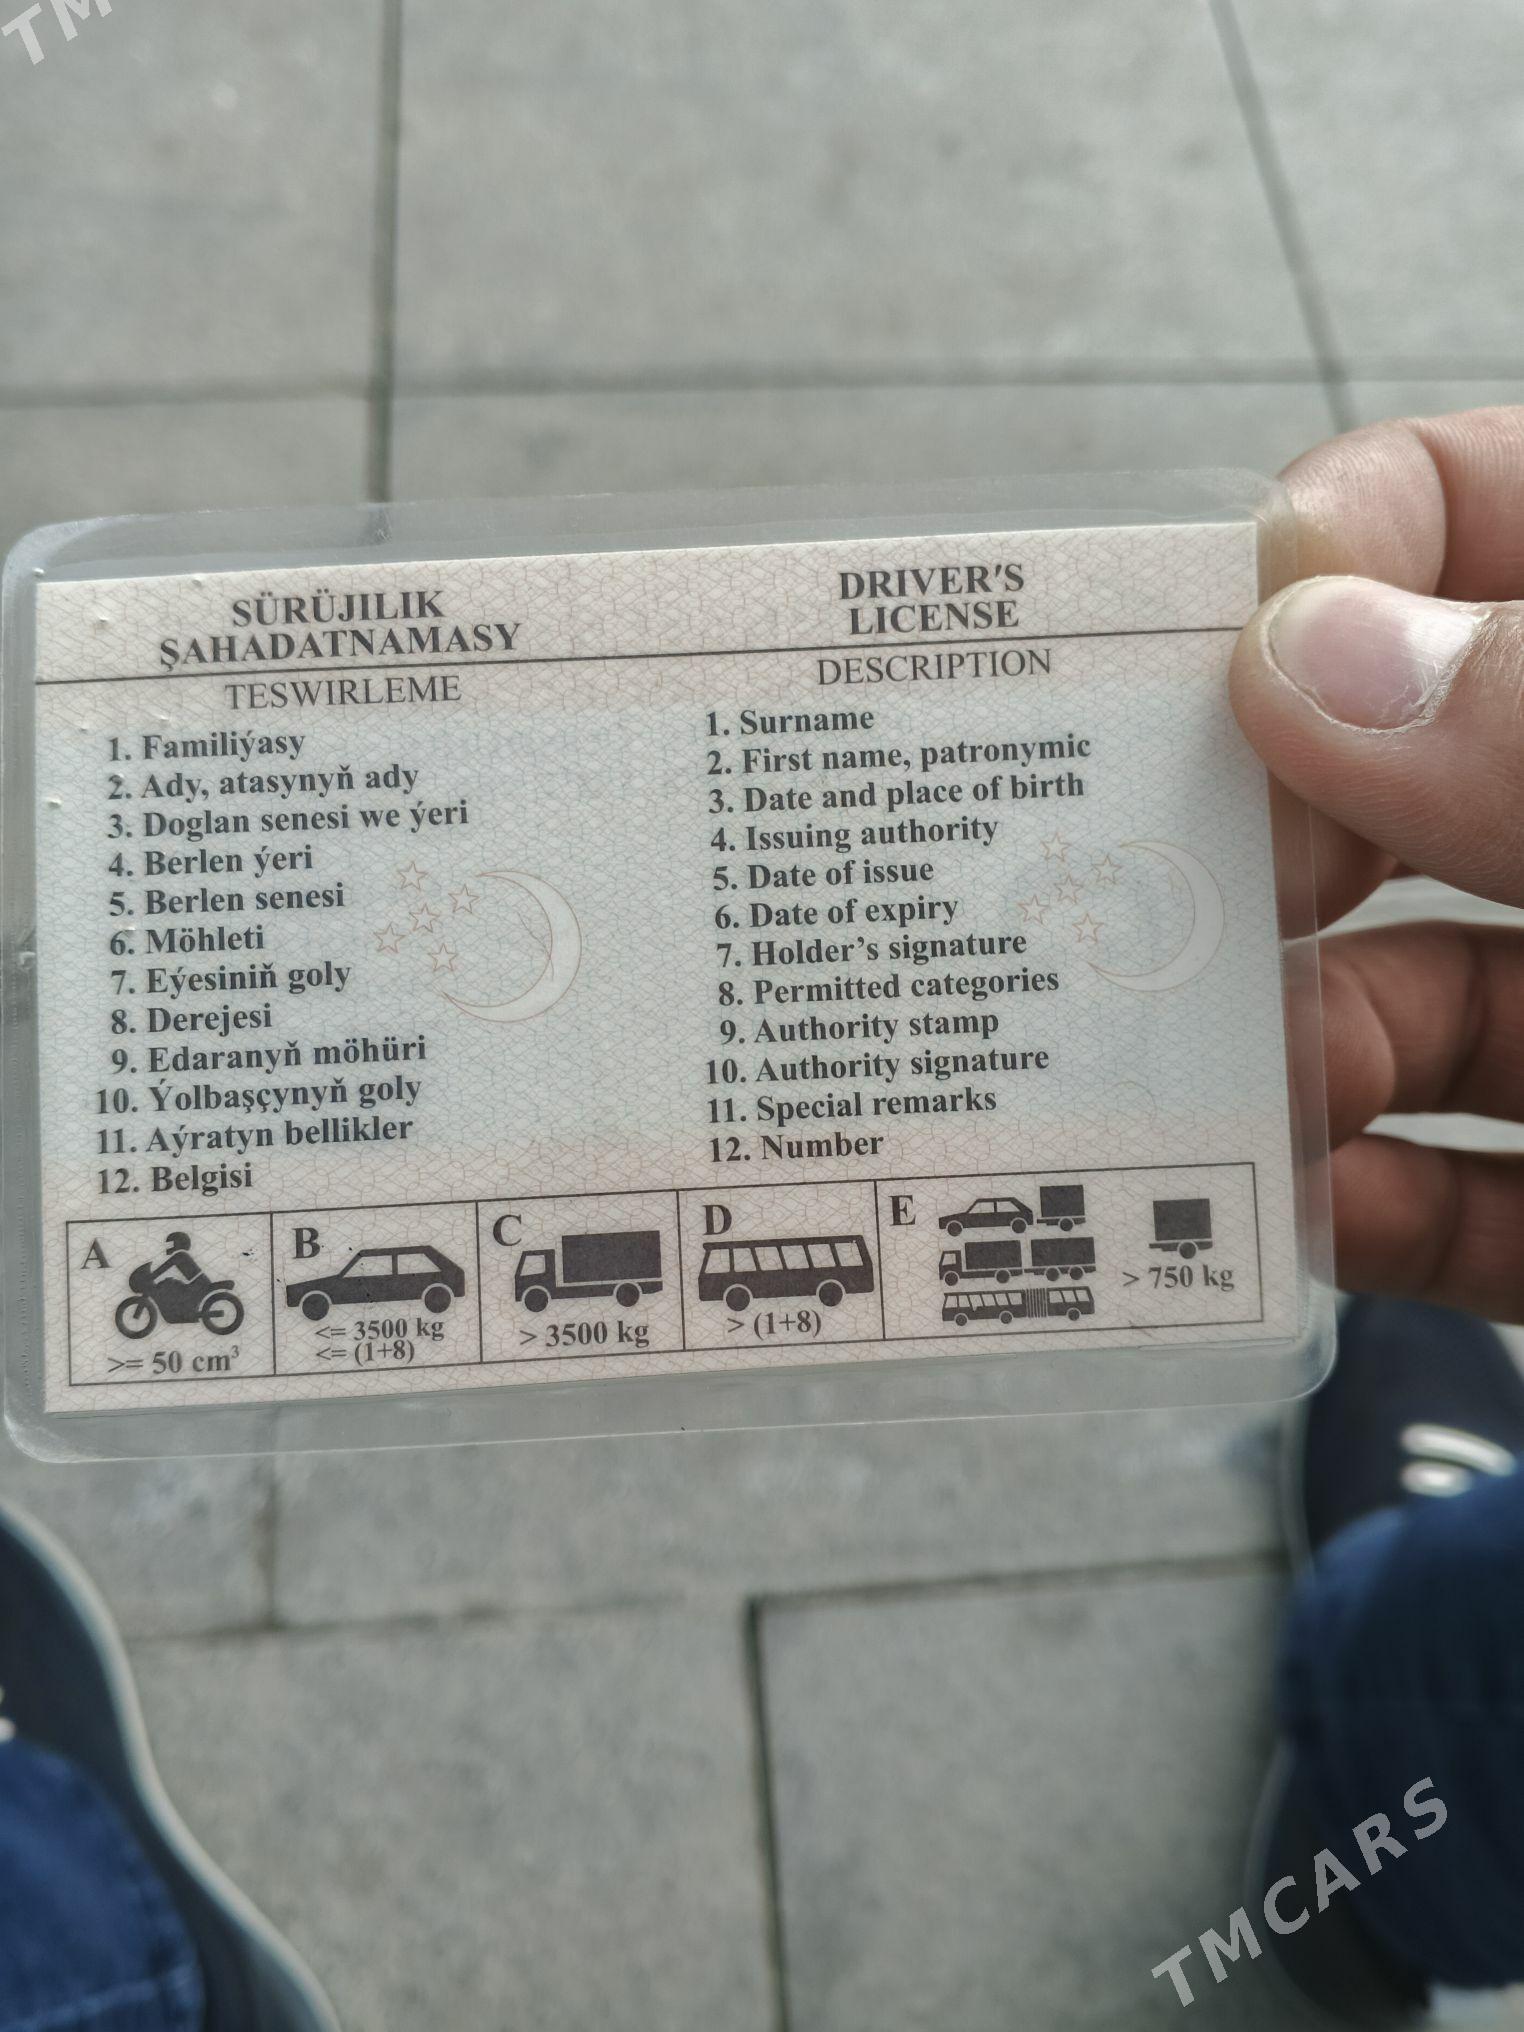 TM
SÜRÜJILIK
ŞAHADATNAMASY
TESWIRLEME
1. Familiýasy
2. Ady, atasynyň ady
3. Doglan senesi we ýeri
4. Berlen ýeri
5. Berlen senesi
6. Möhleti
7. Eýesiniň goly
8. Derejesi
9. Edaranyň möhüri
10. Ýolbaşçynyň goly
11. Aýratyn bellikler
12. Belgisi
DRIVER'S
LICENSE
DESCRIPTION
1. Surname
2. First name, patronymic
3. Date and place of birth
4. Issuing authority
5. Date of issue
6. Date of expiry
7. Holder's signature
8. Permitted categories
9. Authority stamp
10. Authority signature
11. Special remarks
12. Number
A
>= 50 cm³
B
<= 3500 kg
<= (1+8)
C
> 3500 kg
D
> (1+8)
E
> 750 kg
TMCARS